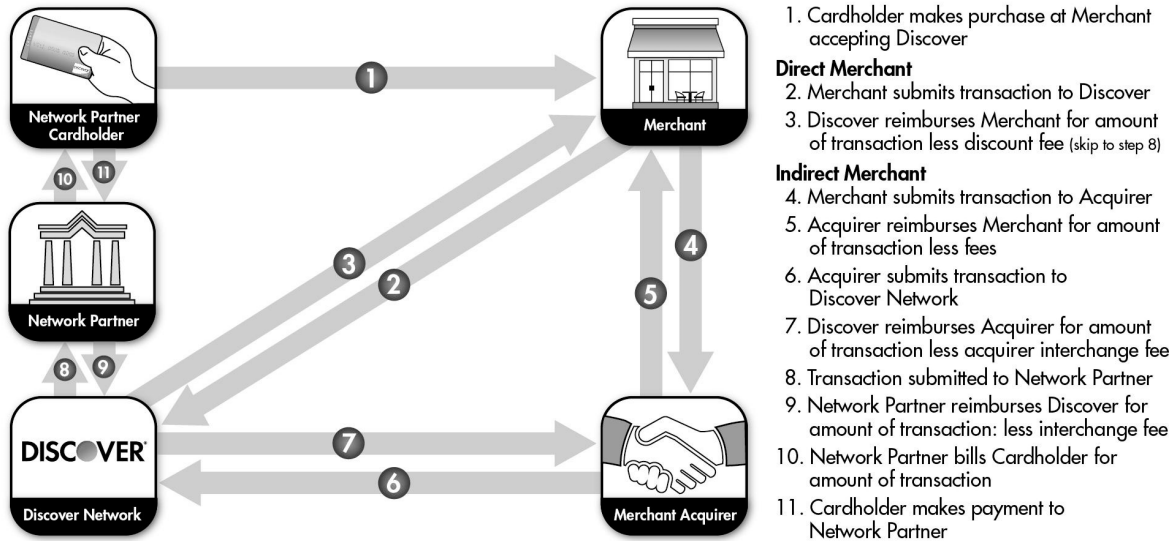 Network Partner
Cardholder
1
Merchant
10
11
Network Partner
3
2
4
5
8
9
DISCOVER®
Discover Network
7
6
Merchant Acquirer
1. Cardholder makes purchase at Merchant
accepting Discover
Direct Merchant
2. Merchant submits transaction to Discover
3. Discover reimburses Merchant for amount
of transaction less discount fee (skip to step 8)
Indirect Merchant
4. Merchant submits transaction to Acquirer
5. Acquirer reimburses Merchant for amount
of transaction less fees
6. Acquirer submits transaction to
Discover Network
7. Discover reimburses Acquirer for amount
of transaction less acquirer interchange fee
8. Transaction submitted to Network Partner
9. Network Partner reimburses Discover for
amount of transaction: less interchange fee
10. Network Partner bills Cardholder for
amount of transaction
11. Cardholder makes payment to
Network Partner